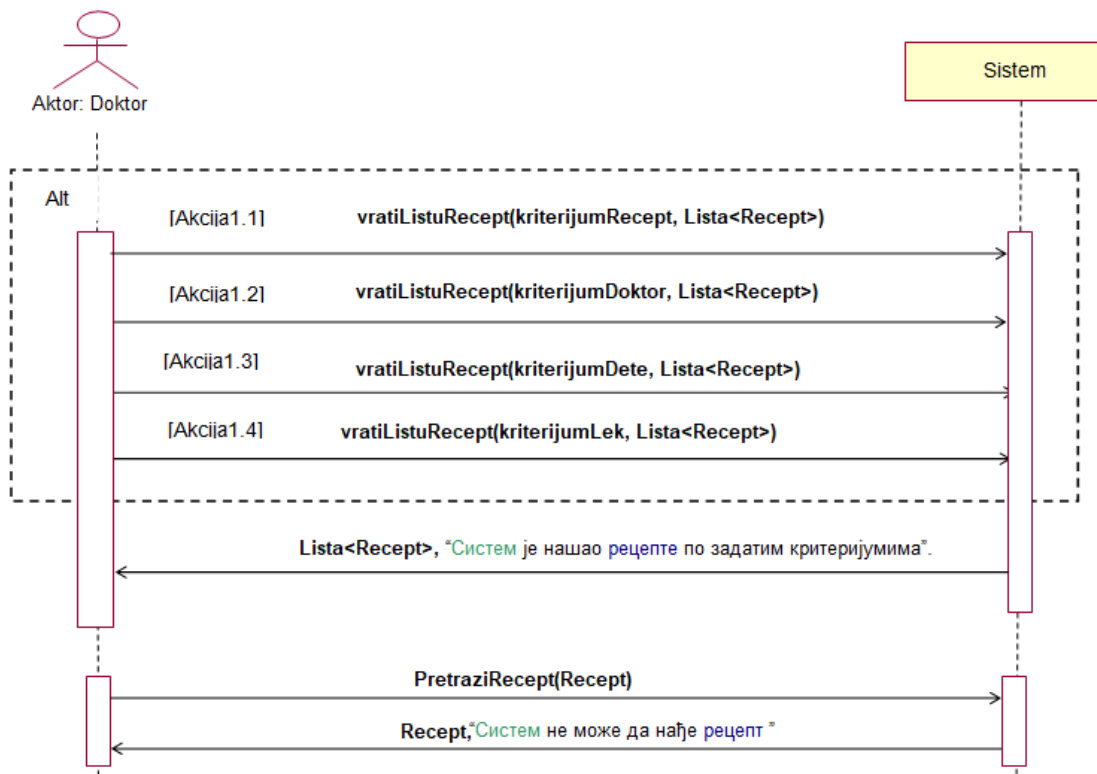 Sistem
Aktor: Doktor
Alt
[Akcija1.1] vratiListuRecept(kriterijumRecept, Lista<Recept>)
[Akcija1.2] vratiListuRecept(kriterijumDoktor, Lista<Recept>)
[Akcija1.3] vratiListuRecept(kriterijumDete, Lista<Recept>)
[Akcija1.4] vratiListuRecept(kriterijumLek, Lista<Recept>)
Lista<Recept>, “Систем је нашао рецепте по задатим критеријумима”.
PretraziRecept(Recept)
Recept,“Систем не може да нађе рецепт ”